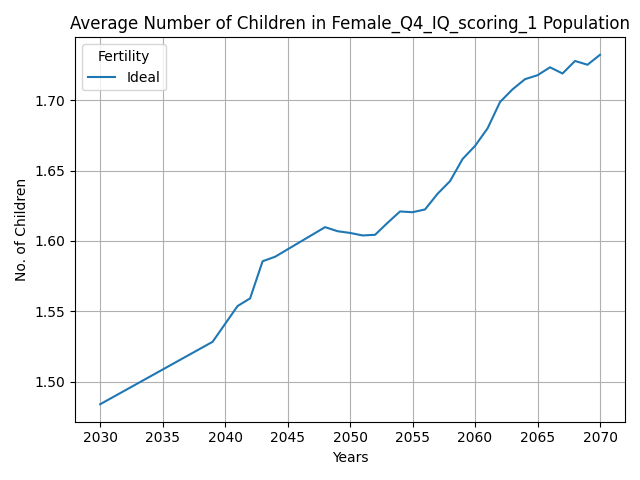 Average Number of Children in Female_Q4_IQ_scoring_1 Population
Fertility
Ideal
1.70
1.65
1.60
1.55
1.50
No. of Children
2030 2035 2040 2045 2050 2055 2060 2065 2070
Years